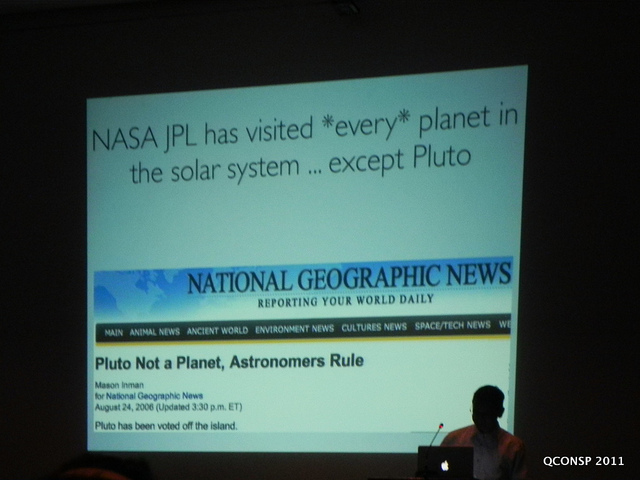 NASA JPL has visited *every* planet in
the solar system ... except Pluto
NATIONAL GEOGRAPHIC NEWS
REPORTING YOUR WORLD DAILY
MAIN ANIMAL NEWS ANCIENT WORLD ENVIRONMENT NEWS CULTURES NEWS SPACE/TECH NEWS WE
Pluto Not a Planet, Astronomers Rule
Mason Inman
for National Geographic News
August 24, 2006 (Updated 3:30 p.m. ET)
Pluto has been voted off the island.
QCONSP 2011